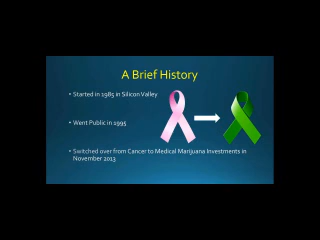 A Brief History
• Started in 1985 in Silicon Valley
• Went Public in 1995
• Switched over from Cancer to Medical Marijuana Investments in
November 2013